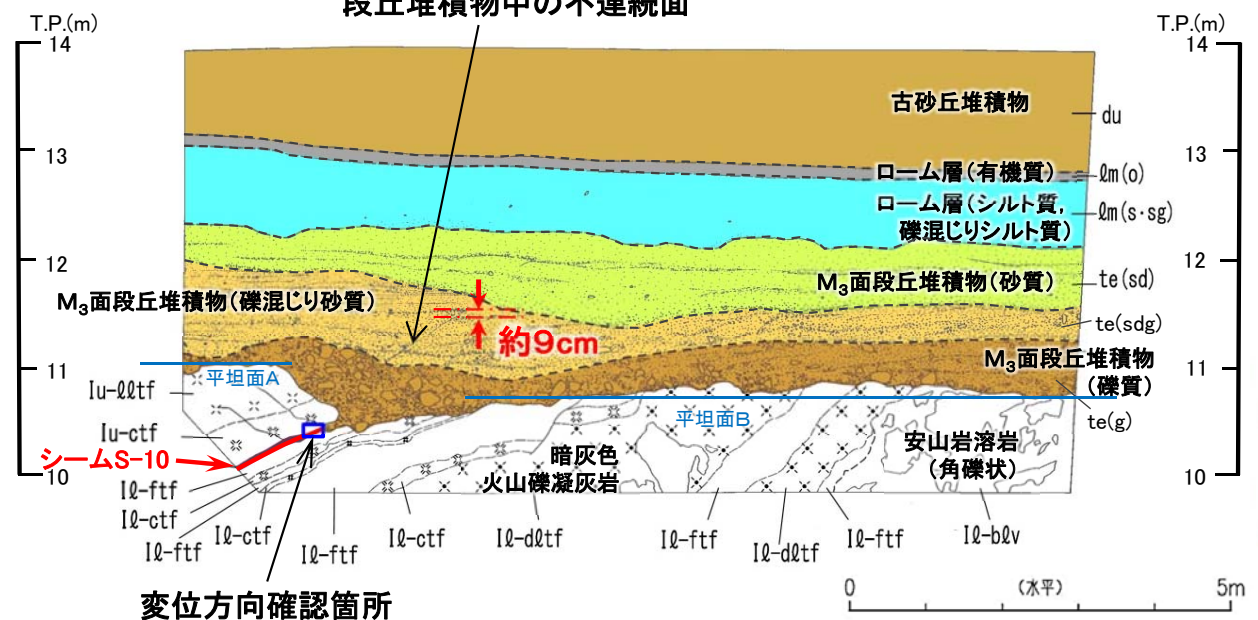 段丘堆積物中の不連続面
T.P.(m)
T.P.(m)
14
14
古砂丘堆積物
du
13
13
ローム層(有機質)
lm(o)
ローム層(シルト質,
礫混じりシルト質)
lm(s·sg)
12
12
M₃面段丘堆積物(砂質)
te(sd)
M₃面段丘堆積物(礫混じり砂質)
te(sdg)
約9cm
11
11
M₃面段丘堆積物
(礫質)
te(g)
平坦面A
平坦面B
Iu-lltf
Iu-ctf
シームS-10
10
10
暗灰色
火山礫凝灰岩
安山岩溶岩
(角礫状)
Il-ftf
Il-ctf
Il-ftf
Il-ctf
Il-ftf
Il-ctf
Il-dltf
Il-ftf
Il-dltf
Il-ftf
Il-blv
変位方向確認箇所
0
(水平)
5m